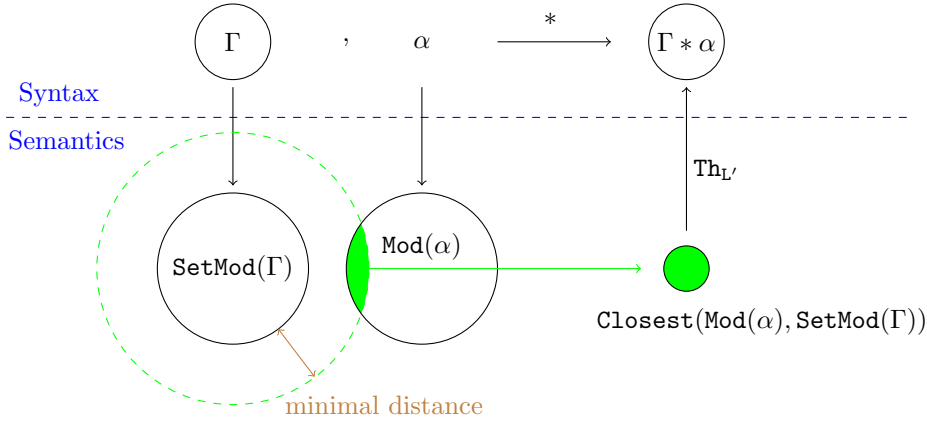 Γ , α * Γ ∗ α
Syntax
Semantics
Th_L′
SetMod(Γ) Mod(α)
Closest(Mod(α), SetMod(Γ))
minimal distance